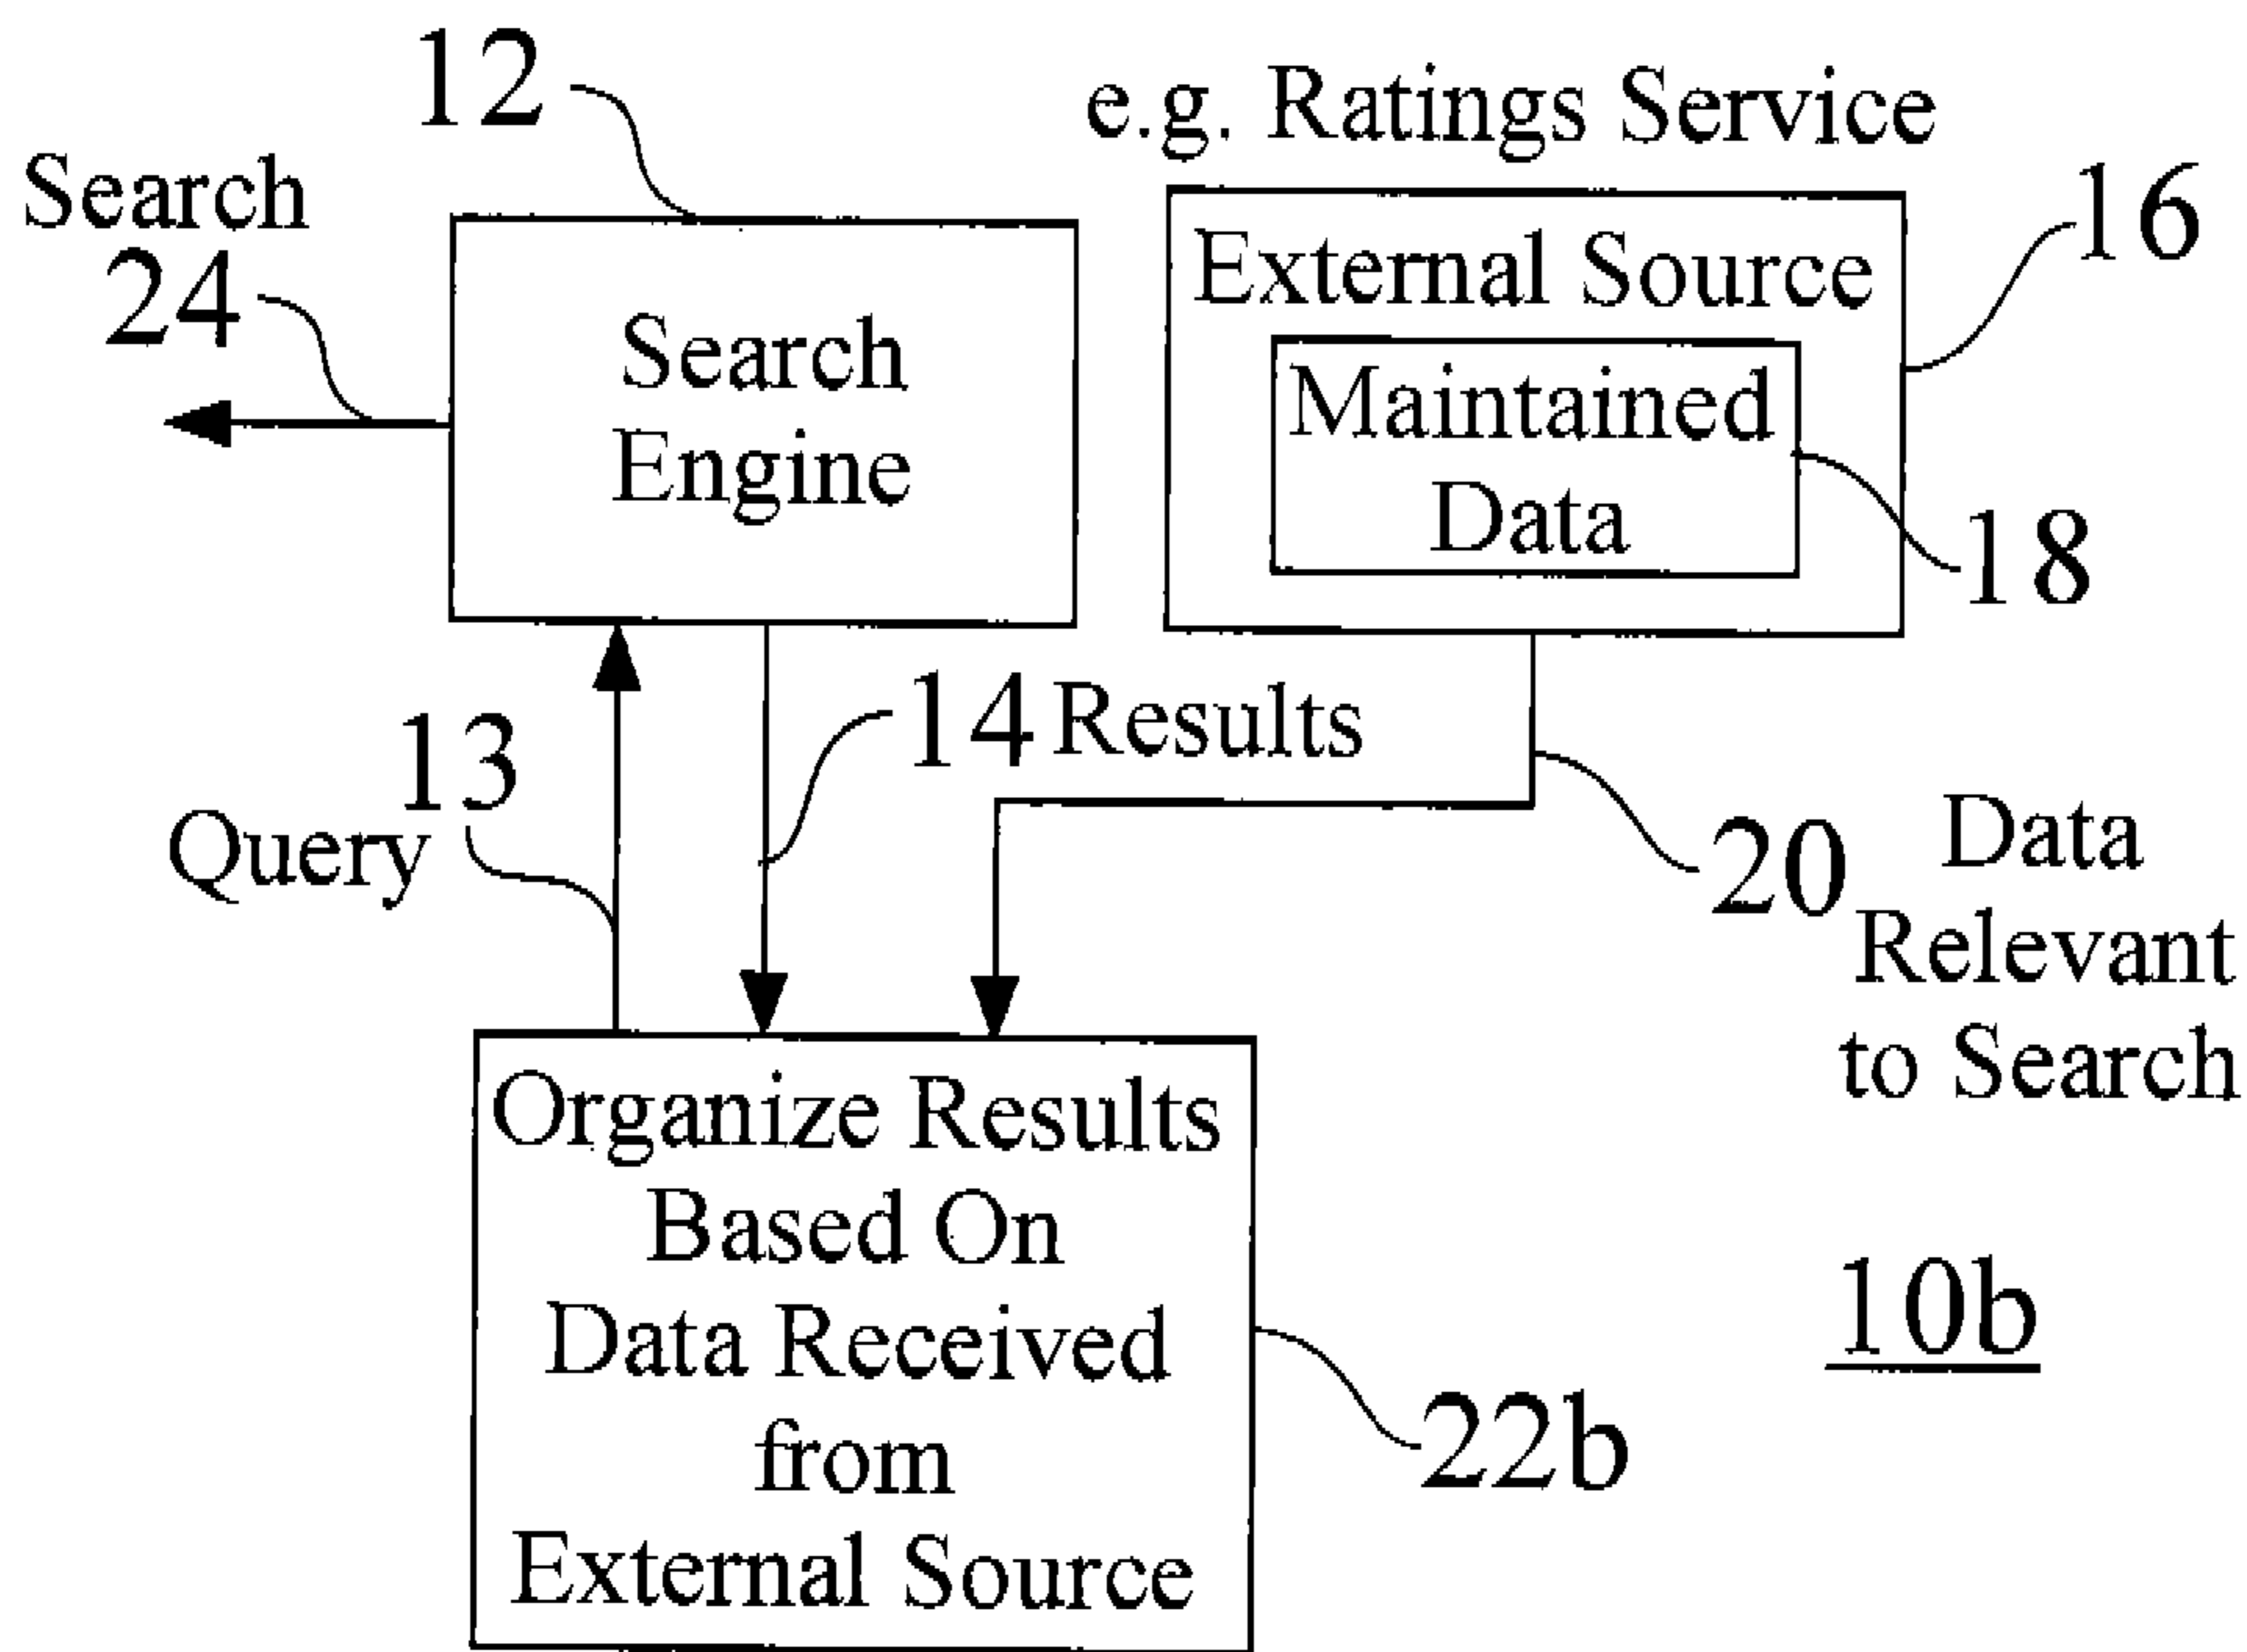 12
e.g. Ratings Service
Search
24
16
External Source
Search
Engine
Maintained
Data
18
14 Results
13
Query
20
Data
Relevant
to Search
Organize Results
Based On
Data Received
from
External Source
10b
22b